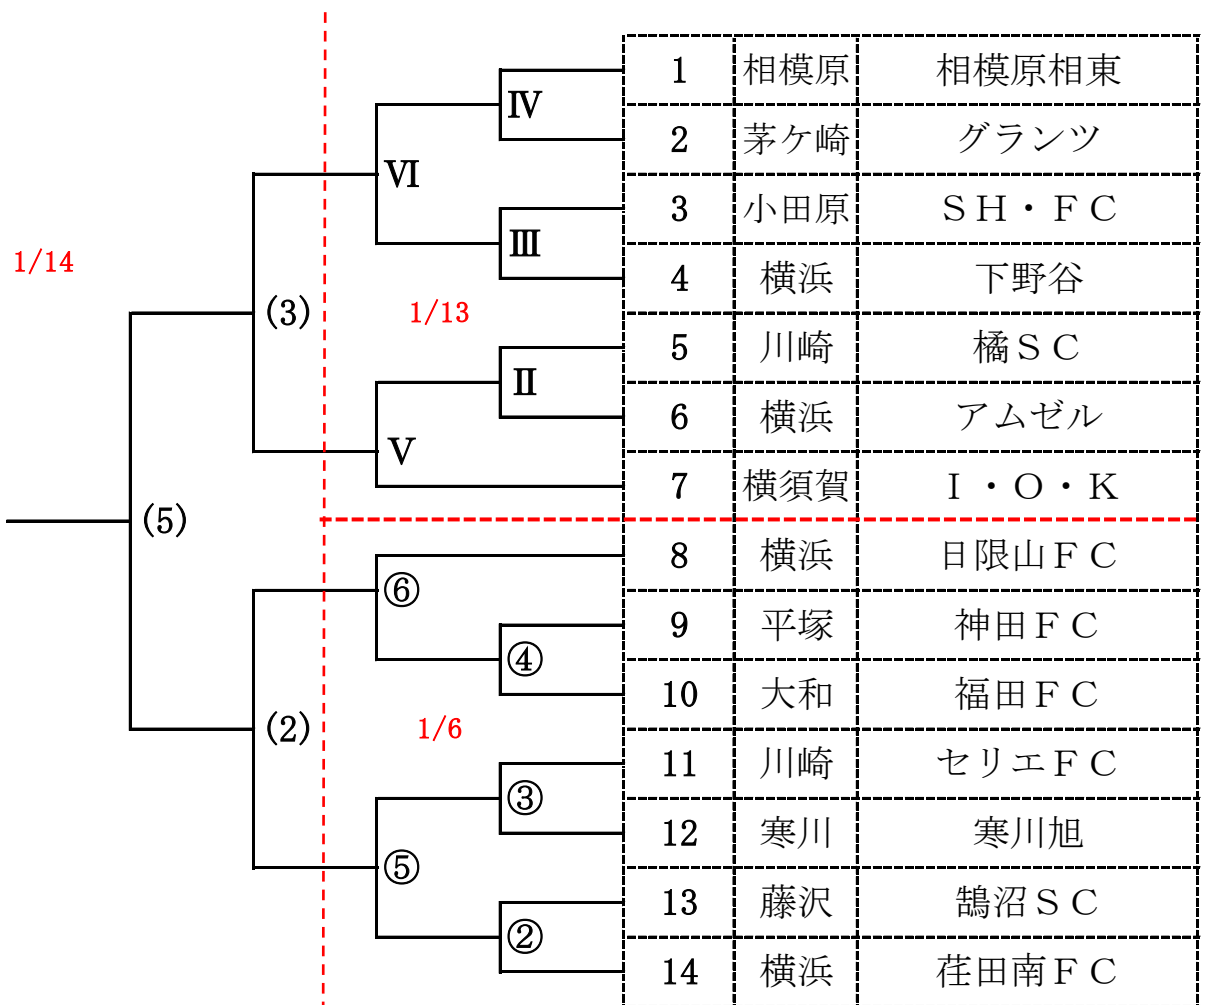 1 相模原 相模原相東
Ⅳ
2 茅ケ崎 グランツ
Ⅵ
3 小田原 ＳＨ・ＦＣ
Ⅲ
1/14
4 横浜 下野谷
(3)
1/13
5 川崎 橘ＳＣ
Ⅱ
6 横浜 アムゼル
Ⅴ
7 横須賀 Ｉ・Ｏ・Ｋ
(5)
8 横浜 日限山ＦＣ
⑥
9 平塚 神田ＦＣ
④
10 大和 福田ＦＣ
(2)
1/6
11 川崎 セリエＦＣ
③
12 寒川 寒川旭
⑤
13 藤沢 鵠沼ＳＣ
②
14 横浜 荏田南ＦＣ